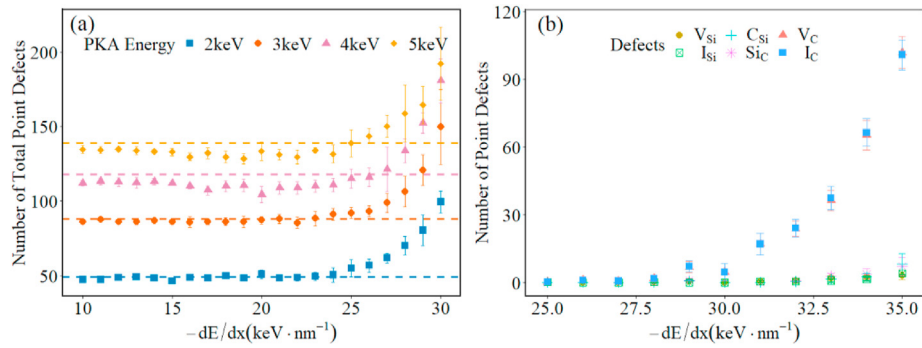 (a)
PKA Energy 2keV 3keV 4keV 5keV
Number of Total Point Defects
200
150
100
50
10 15 20 25 30
−dE/dx(keV · nm⁻¹)
(b)
Defects V_Si C_Si V_C
I_Si Si_C I_C
Number of Point Defects
120
90
60
30
0
25.0 27.5 30.0 32.5 35.0
−dE/dx(keV · nm⁻¹)